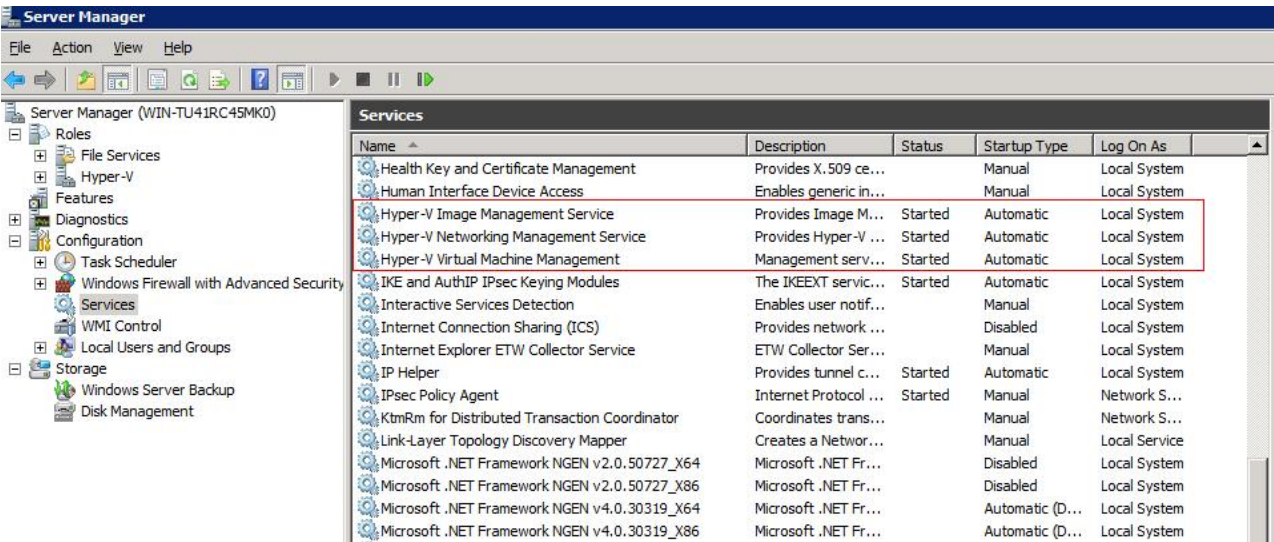 Server Manager
File Action View Help
Server Manager (WIN-TU41RC45MK0)
Roles
File Services
Hyper-V
Features
Diagnostics
Configuration
Task Scheduler
Windows Firewall with Advanced Security
Services
WMI Control
Local Users and Groups
Storage
Windows Server Backup
Disk Management
Services
Name Description Status Startup Type Log On As
Health Key and Certificate Management Provides X.509 ce... Manual Local System
Human Interface Device Access Enables generic in... Manual Local System
Hyper-V Image Management Service Provides Image M... Started Automatic Local System
Hyper-V Networking Management Service Provides Hyper-V ... Started Automatic Local System
Hyper-V Virtual Machine Management Management serv... Started Automatic Local System
IKE and AuthIP IPsec Keying Modules The IKEEXT servic... Started Automatic Local System
Interactive Services Detection Enables user notif... Manual Local System
Internet Connection Sharing (ICS) Provides network ... Disabled Local System
Internet Explorer ETW Collector Service ETW Collector Ser... Manual Local System
IP Helper Provides tunnel c... Started Automatic Local System
IPsec Policy Agent Internet Protocol ... Started Manual Network S...
KtmRm for Distributed Transaction Coordinator Coordinates trans... Manual Network S...
Link-Layer Topology Discovery Mapper Creates a Networ... Manual Local Service
Microsoft .NET Framework NGEN v2.0.50727_X64 Microsoft .NET Fr... Disabled Local System
Microsoft .NET Framework NGEN v2.0.50727_X86 Microsoft .NET Fr... Disabled Local System
Microsoft .NET Framework NGEN v4.0.30319_X64 Microsoft .NET Fr... Automatic (D... Local System
Microsoft .NET Framework NGEN v4.0.30319_X86 Microsoft .NET Fr... Automatic (D... Local System